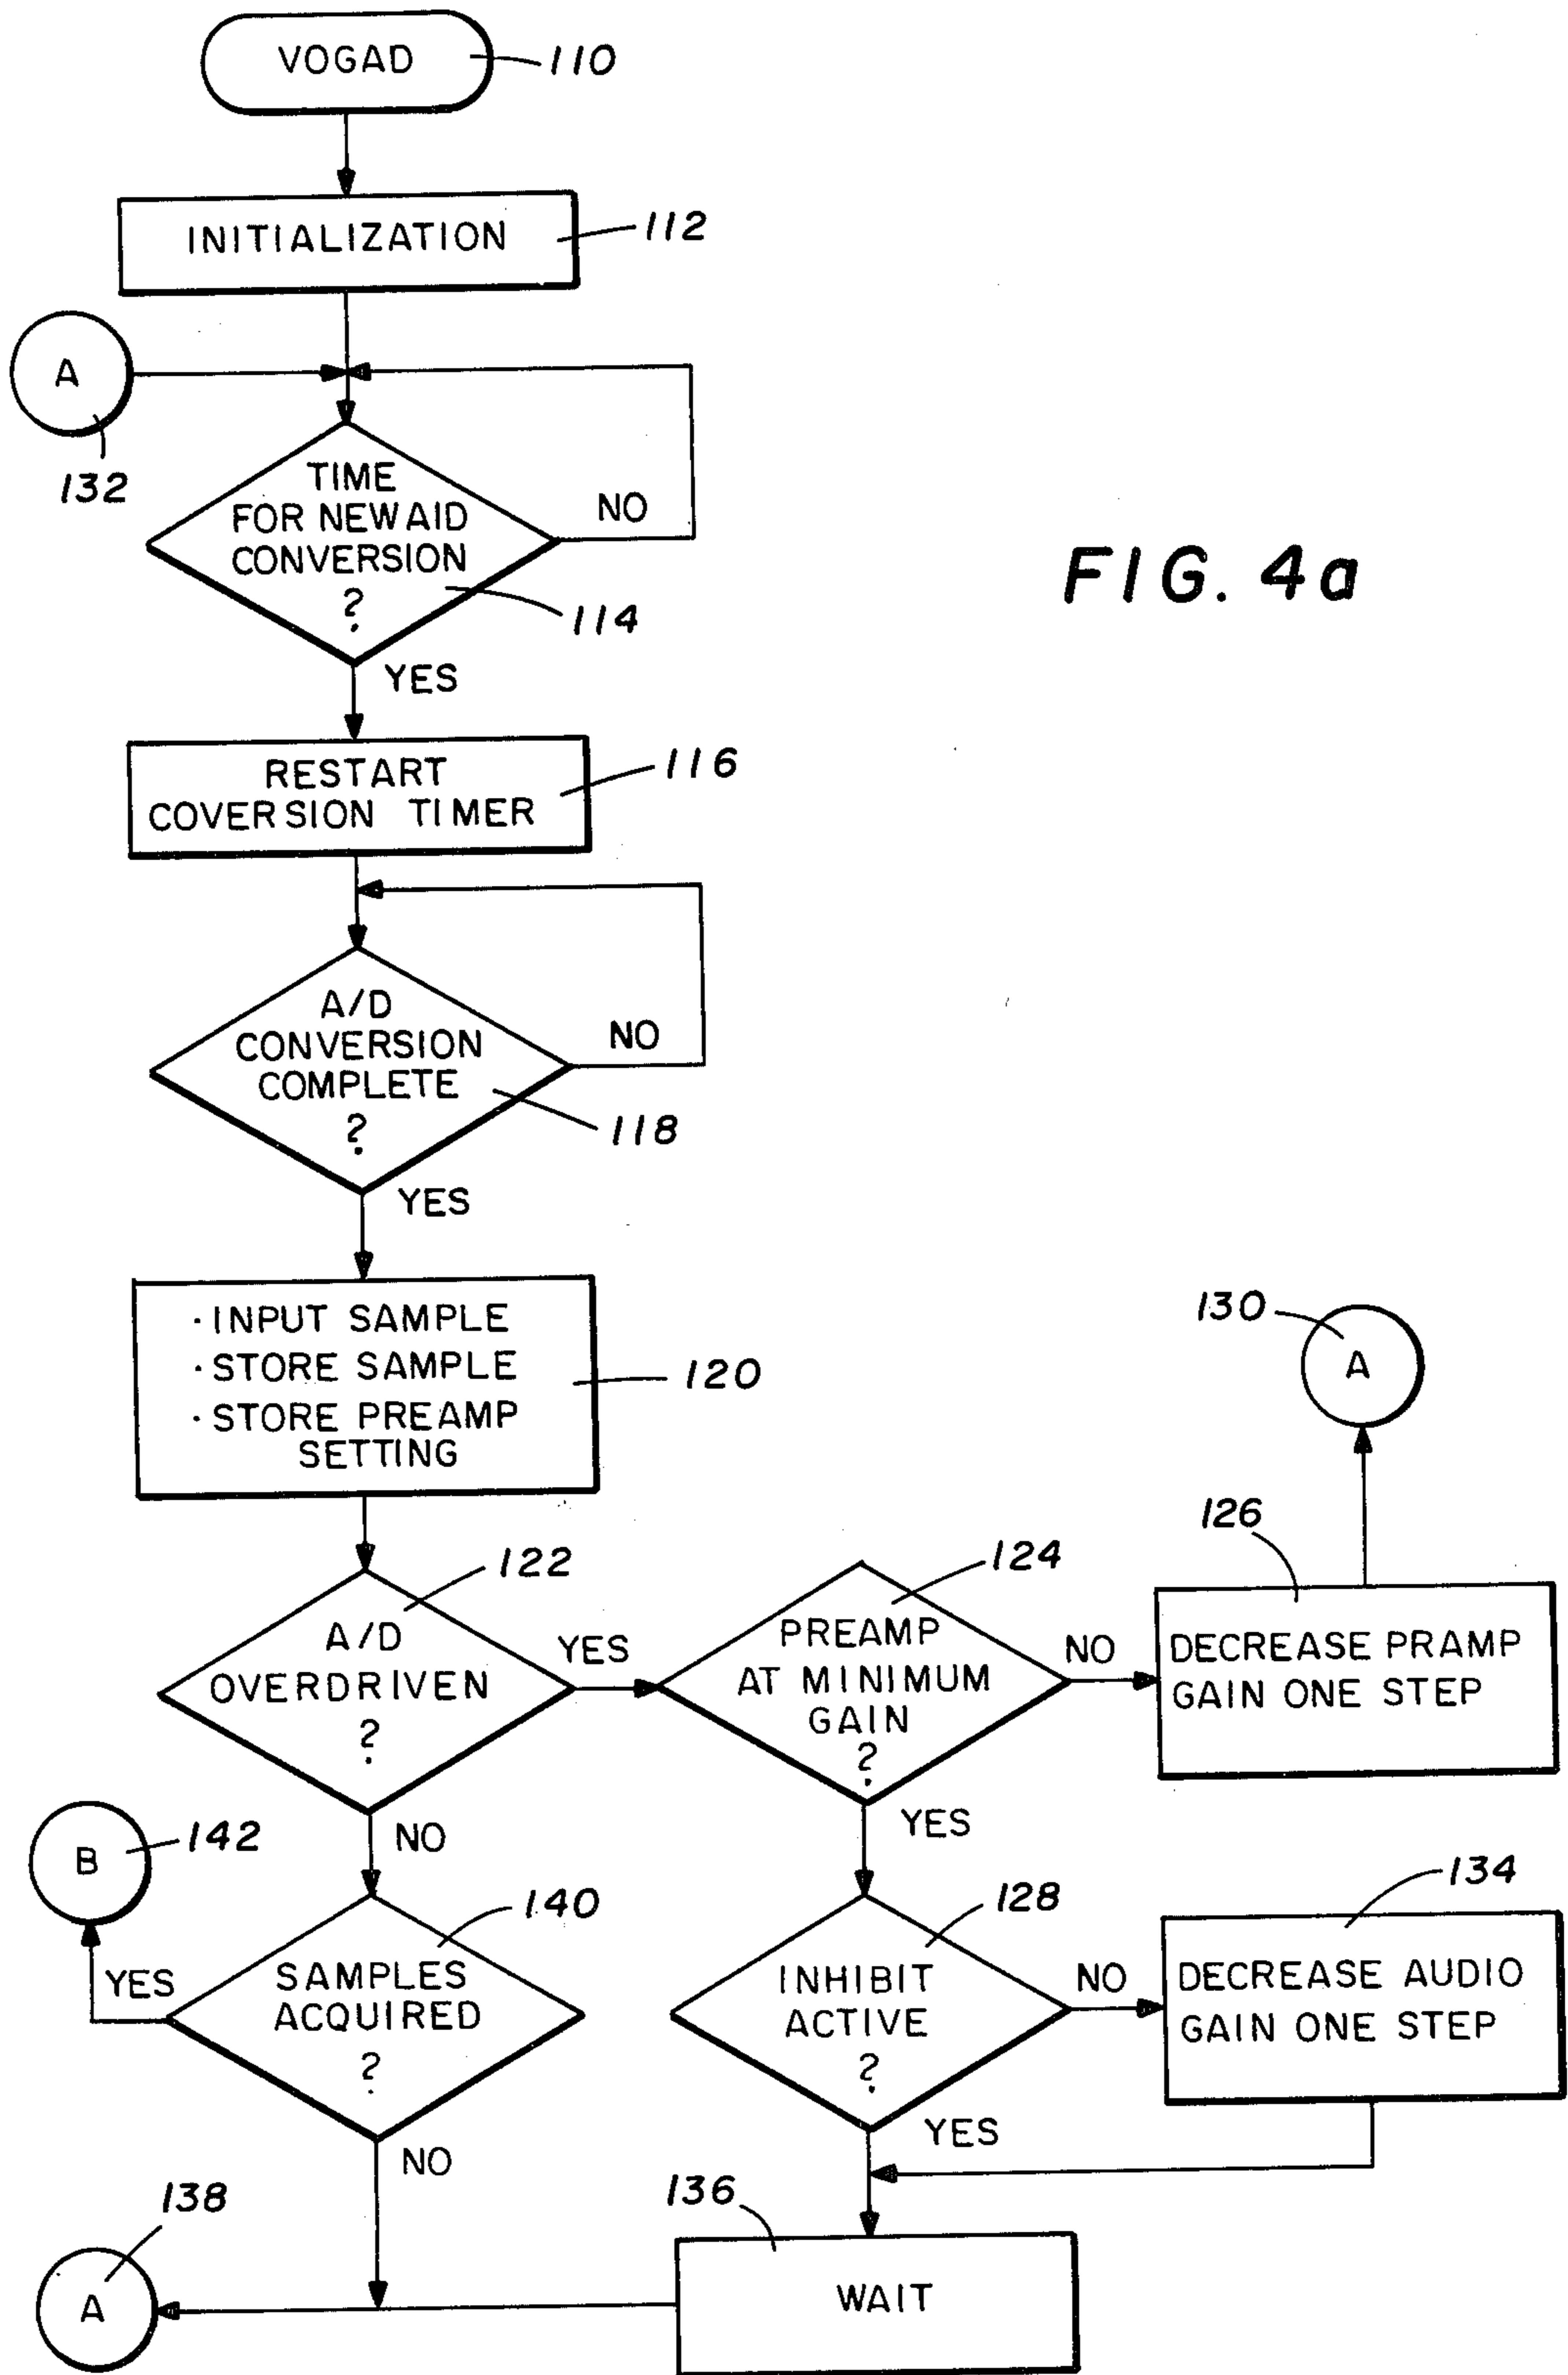 VOGAD
110
INITIALIZATION
112
A
132
TIME
FOR NEW AID
CONVERSION
?
114
NO
YES
FIG. 4a
RESTART
COVERSION TIMER
116
A/D
CONVERSION
COMPLETE
?
118
NO
YES
· INPUT SAMPLE
· STORE SAMPLE
· STORE PREAMP
SETTING
120
130
A
122
A/D
OVERDRIVEN
?
YES
NO
124
PREAMP
AT MINIMUM
GAIN
?
NO
YES
126
DECREASE PRAMP
GAIN ONE STEP
B
142
140
SAMPLES
ACQUIRED
?
YES
NO
128
INHIBIT
ACTIVE
?
NO
YES
134
DECREASE AUDIO
GAIN ONE STEP
138
A
136
WAIT